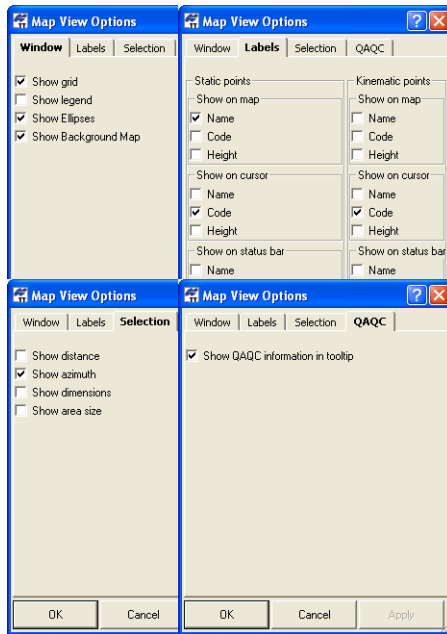 Map View Options
Window Labels Selection
Show grid
Show legend
Show Ellipses
Show Background Map
Map View Options
Window Labels Selection QAQC
Static points
Show on map
Name
Code
Height
Show on cursor
Name
Code
Height
Show on status bar
Name
Kinematic points
Show on map
Name
Code
Height
Show on cursor
Name
Code
Height
Show on status bar
Name
Map View Options
Window Labels Selection
Show distance
Show azimuth
Show dimensions
Show area size
OK Cancel
Map View Options
Window Labels Selection QAQC
Show QAQC information in tooltip
OK Cancel Apply